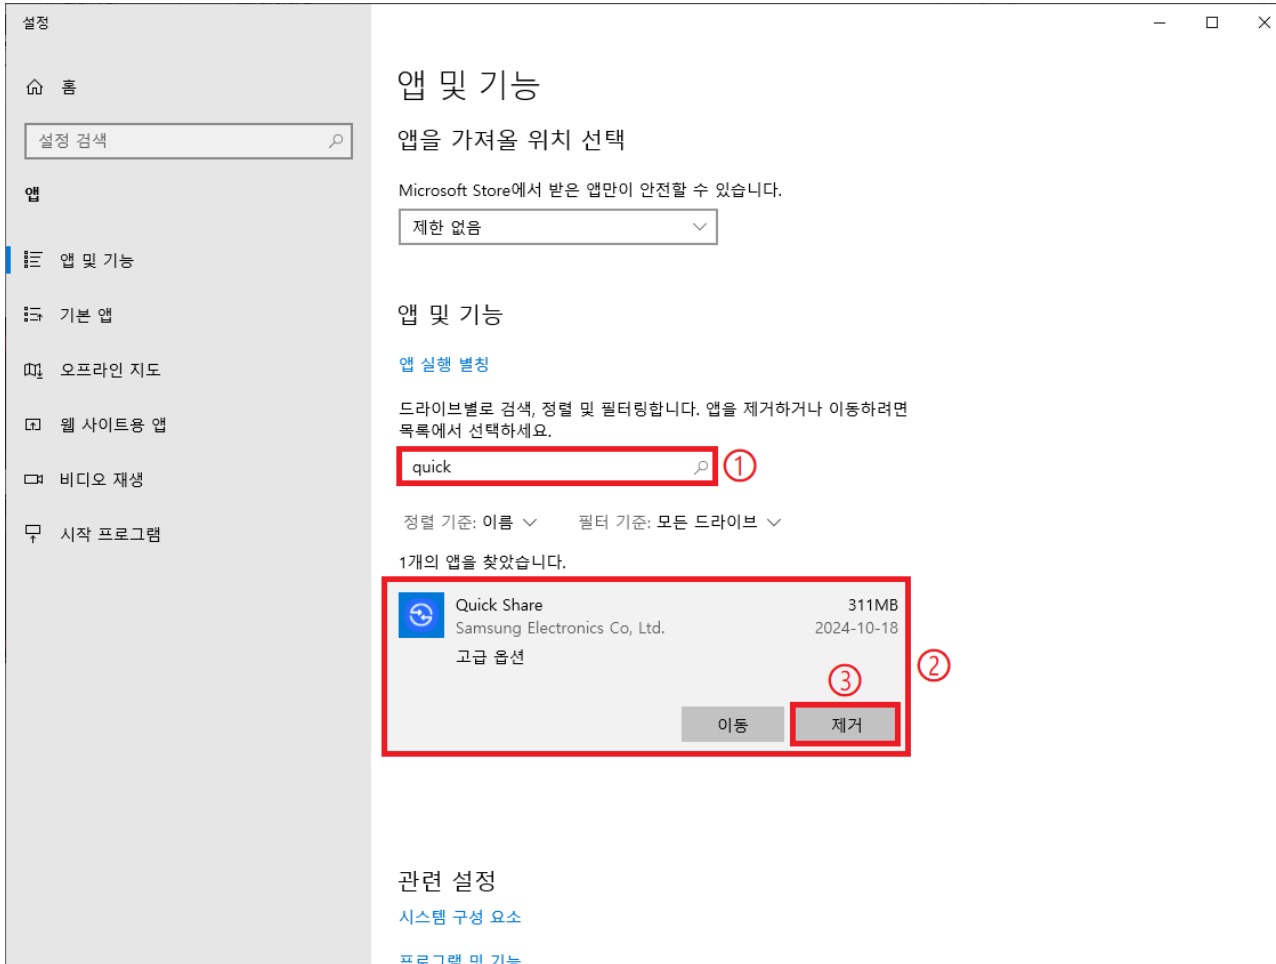 설정
홈
설정 검색
앱
앱 및 기능
기본 앱
오프라인 지도
웹 사이트용 앱
비디오 재생
시작 프로그램
앱 및 기능
앱을 가져올 위치 선택
Microsoft Store에서 받은 앱만이 안전할 수 있습니다.
제한 없음
앱 및 기능
앱 실행 별칭
드라이브별로 검색, 정렬 및 필터링합니다. 앱을 제거하거나 이동하려면
목록에서 선택하세요.
quick ①
정렬 기준: 이름 필터 기준: 모든 드라이브
1개의 앱을 찾았습니다.
Quick Share 311MB
Samsung Electronics Co, Ltd. 2024-10-18
고급 옵션
②
③
이동 제거
관련 설정
시스템 구성 요소
프로그램 및 기능